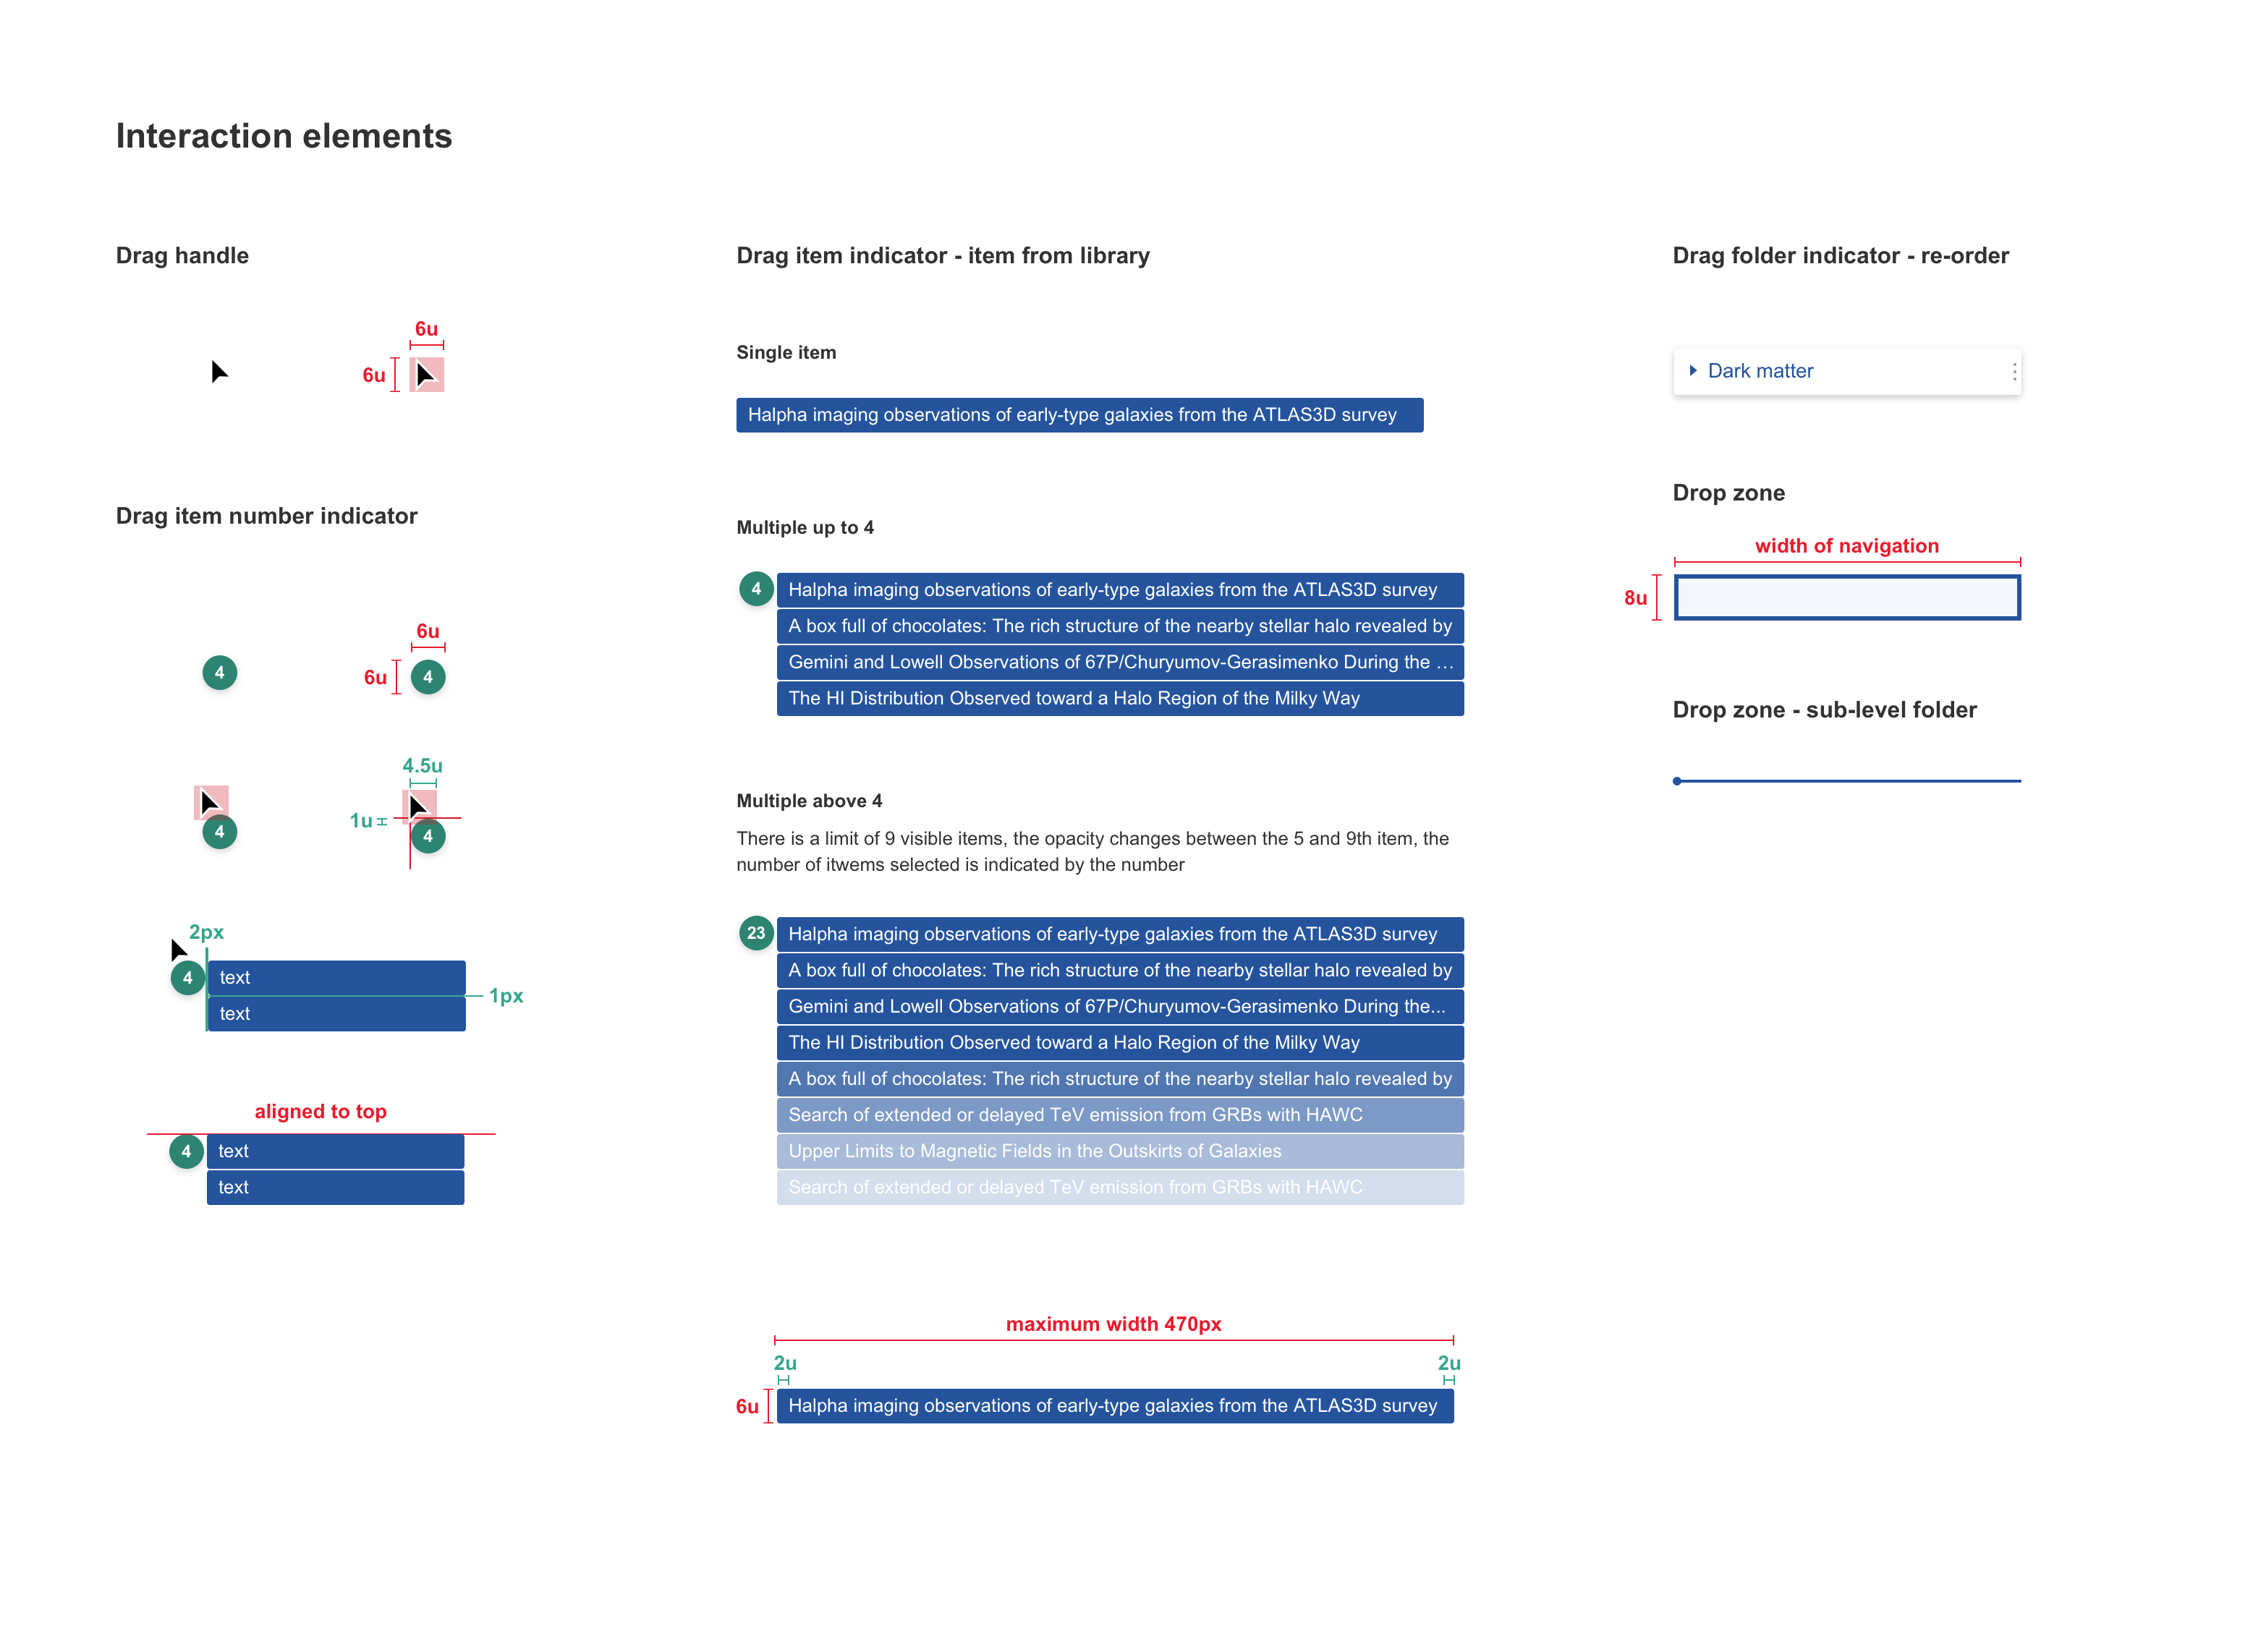 Interaction elements
Drag handle
6u
6u
Drag item number indicator
4
6u
6u
4
4
4.5u
1u
4
2px
4
text
text
1px
aligned to top
4
text
text
Drag item indicator - item from library
Single item
Halpha imaging observations of early-type galaxies from the ATLAS3D survey
Multiple up to 4
4
Halpha imaging observations of early-type galaxies from the ATLAS3D survey
A box full of chocolates: The rich structure of the nearby stellar halo revealed by
Gemini and Lowell Observations of 67P/Churyumov-Gerasimenko During the …
The HI Distribution Observed toward a Halo Region of the Milky Way
Multiple above 4
There is a limit of 9 visible items, the opacity changes between the 5 and 9th item, the
number of itwems selected is indicated by the number
23
Halpha imaging observations of early-type galaxies from the ATLAS3D survey
A box full of chocolates: The rich structure of the nearby stellar halo revealed by
Gemini and Lowell Observations of 67P/Churyumov-Gerasimenko During the...
The HI Distribution Observed toward a Halo Region of the Milky Way
A box full of chocolates: The rich structure of the nearby stellar halo revealed by
Search of extended or delayed TeV emission from GRBs with HAWC
Upper Limits to Magnetic Fields in the Outskirts of Galaxies
Search of extended or delayed TeV emission from GRBs with HAWC
maximum width 470px
2u
2u
6u
Halpha imaging observations of early-type galaxies from the ATLAS3D survey
Drag folder indicator - re-order
Dark matter
Drop zone
width of navigation
8u
Drop zone - sub-level folder